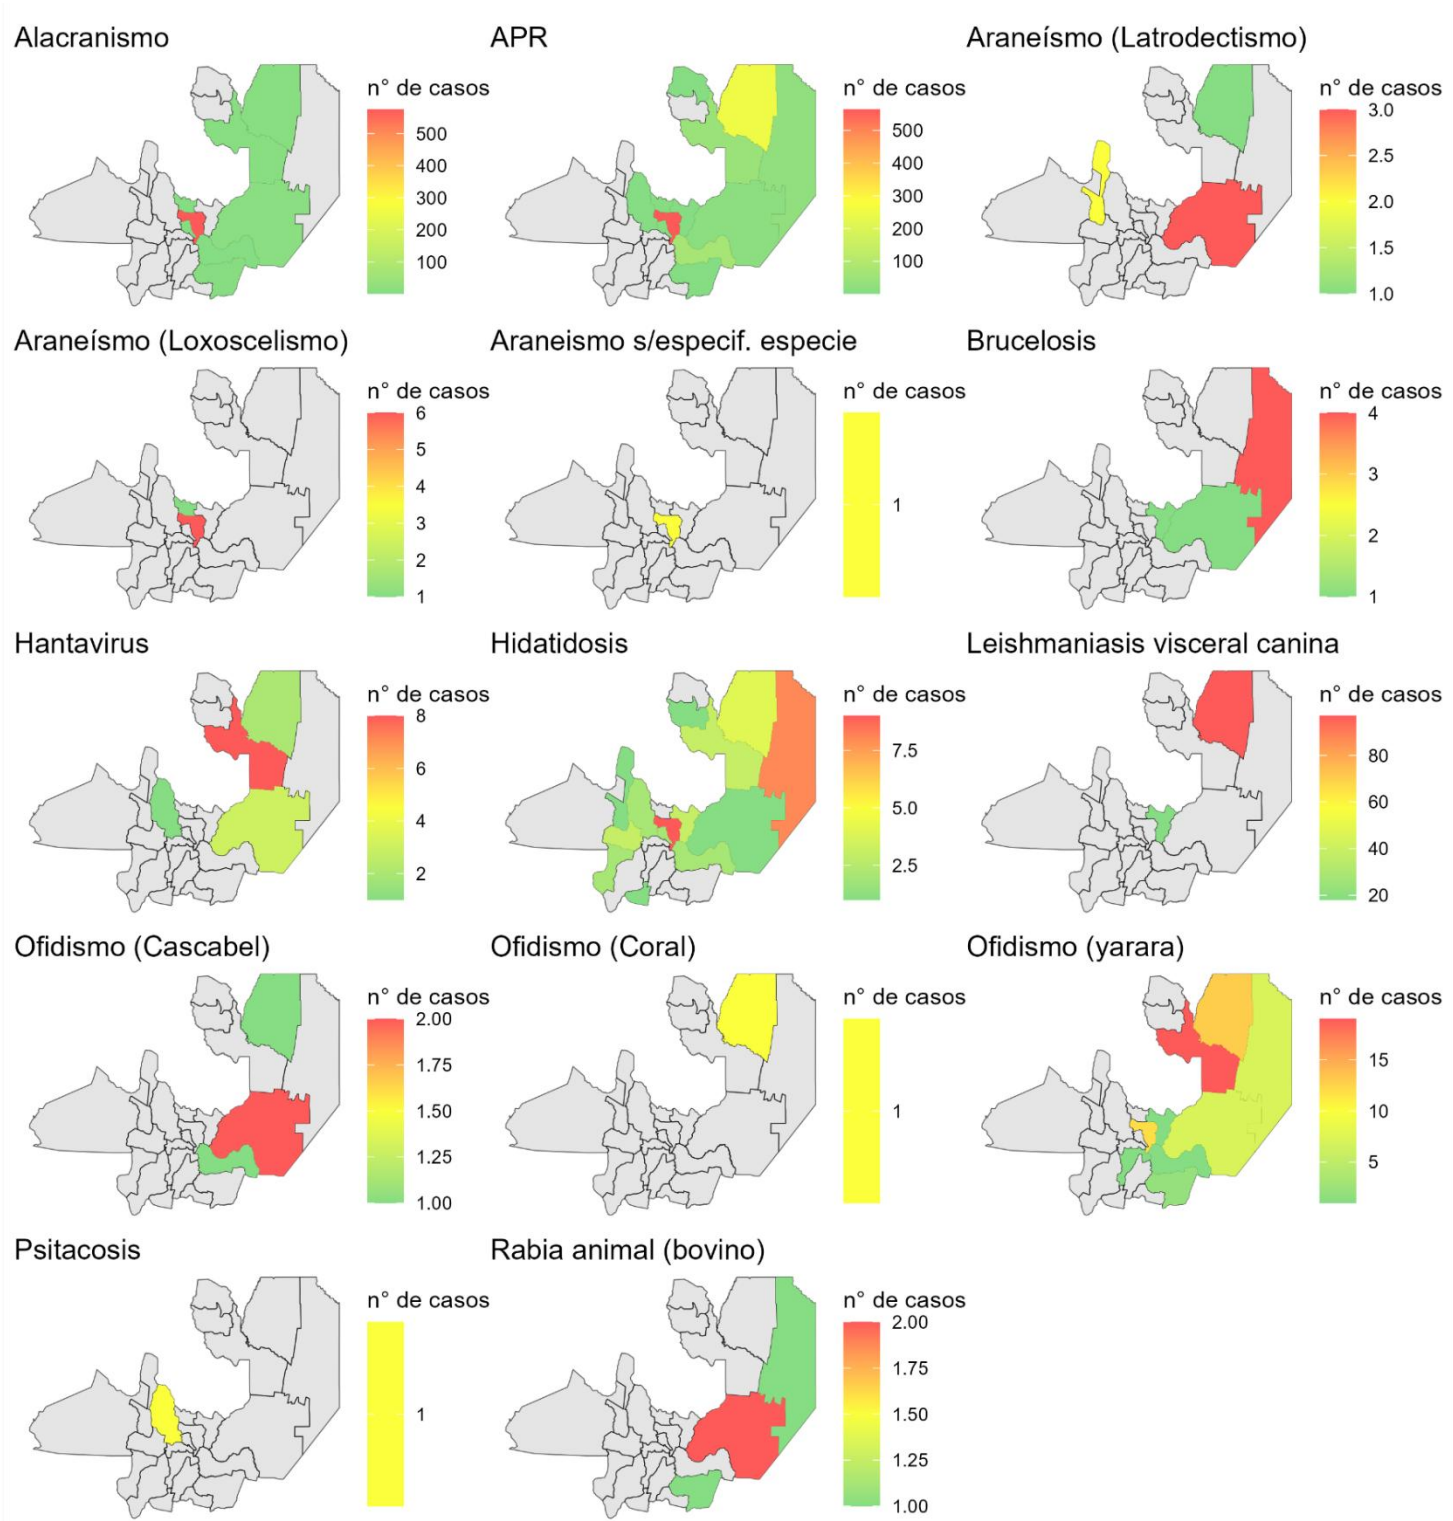 Alacranismo
n° de casos
500
400
300
200
100
APR
n° de casos
500
400
300
200
100
Araneísmo (Latrodectismo)
n° de casos
3.0
2.5
2.0
1.5
1.0
Araneísmo (Loxoscelismo)
n° de casos
6
5
4
3
2
1
Araneismo s/especif. especie
n° de casos
1
Brucelosis
n° de casos
4
3
2
1
Hantavirus
n° de casos
8
6
4
2
Hidatidosis
n° de casos
7.5
5.0
2.5
Leishmaniasis visceral canina
n° de casos
80
60
40
20
Ofidismo (Cascabel)
n° de casos
2.00
1.75
1.50
1.25
1.00
Ofidismo (Coral)
n° de casos
1
Ofidismo (yarara)
n° de casos
15
10
5
Psitacosis
n° de casos
1
Rabia animal (bovino)
n° de casos
2.00
1.75
1.50
1.25
1.00